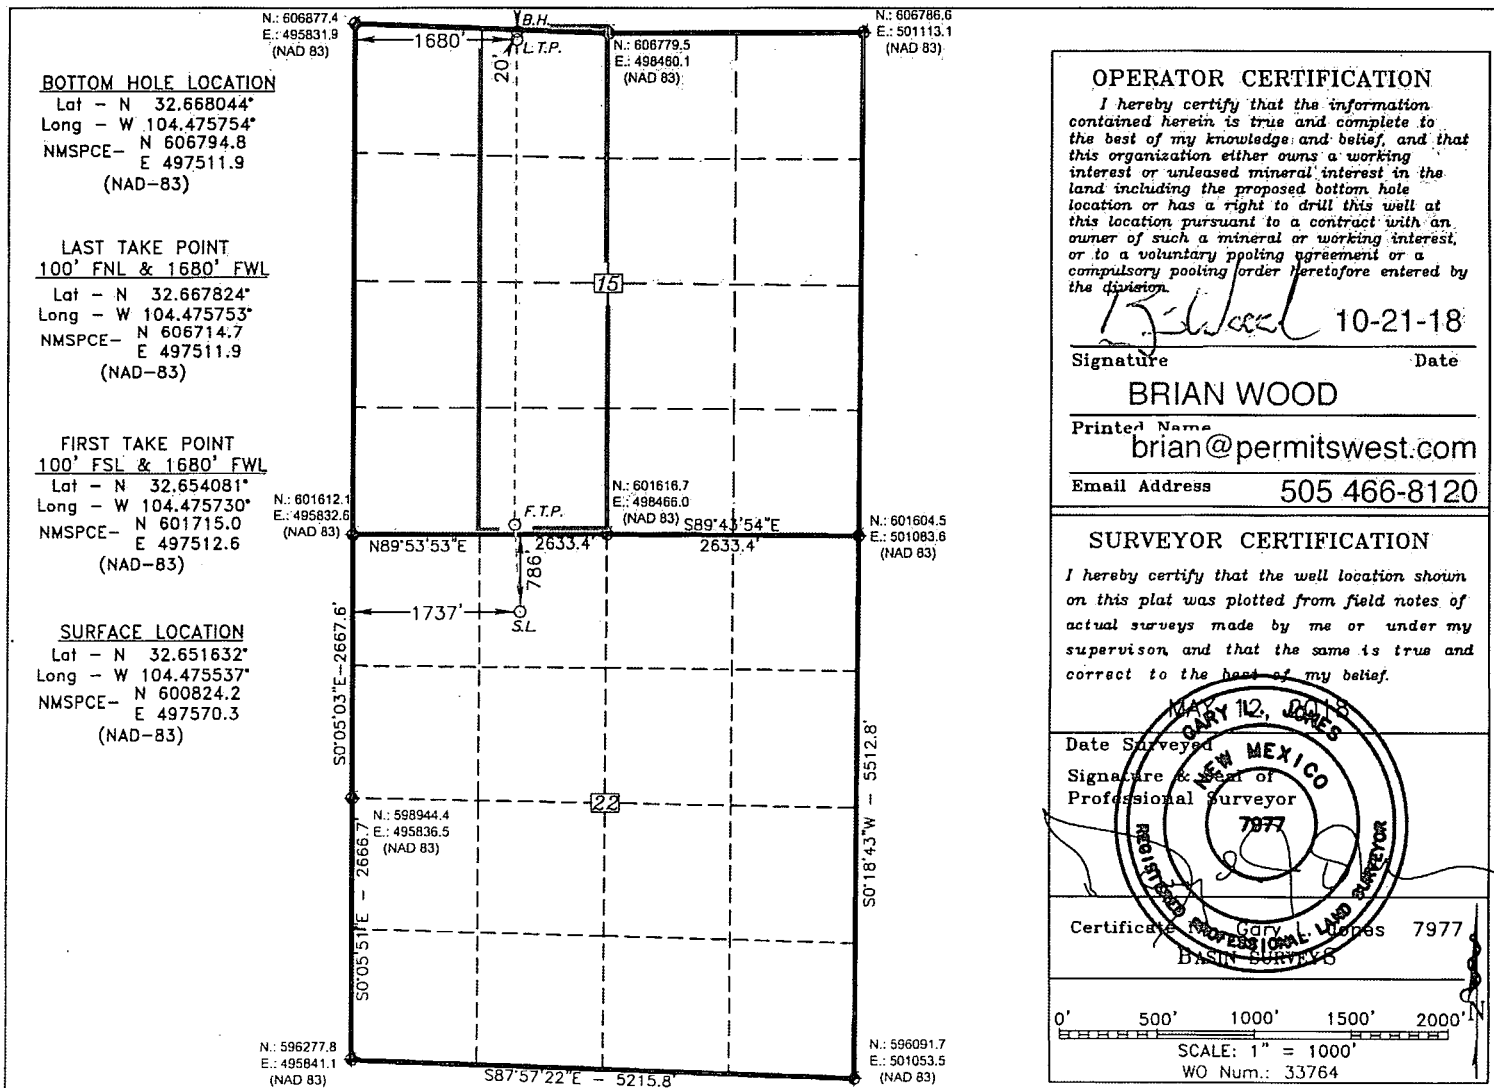 BOTTOM HOLE LOCATION
Lat - N 32.668044°
Long - W 104.475754°
NMSPCE- N 606794.8
E 497511.9
(NAD-83)
LAST TAKE POINT
100' FNL & 1680' FWL
Lat - N 32.667824°
Long - W 104.475753°
NMSPCE- N 606714.7
E 497511.9
(NAD-83)
FIRST TAKE POINT
100' FSL & 1680' FWL
Lat - N 32.654081°
Long - W 104.475730°
NMSPCE- N 601715.0
E 497512.6
(NAD-83)
SURFACE LOCATION
Lat - N 32.651632°
Long - W 104.475537°
NMSPCE- N 600824.2
E 497570.3
(NAD-83)
N.: 606877.4
E.: 495831.9
(NAD 83)
B.H.
1680'
L.T.P.
20'
N.: 606779.5
E.: 498460.1
(NAD 83)
N.: 606786.6
E.: 501113.1
(NAD 83)
15
N.: 601612.1
E.: 495832.6
(NAD 83)
F.T.P.
N.: 601616.7
E.: 498466.0
(NAD 83)
S89°43'54"E
2633.4'
N89°53'53"E
2633.4'
N.: 601604.5
E.: 501083.6
(NAD 83)
786'
1737'
S.L.
S0°05'03"E-2667.6'
22
N.: 598944.4
E.: 495836.5
(NAD 83)
S0°05'51"E - 2666.7'
S0°18'43"W - 5512.8'
N.: 596277.8
E.: 495841.1
(NAD 83)
S87°57'22"E - 5215.8'
N.: 596091.7
E.: 501053.5
(NAD 83)
OPERATOR CERTIFICATION
I hereby certify that the information
contained herein is true and complete to
the best of my knowledge and belief, and that
this organization either owns a working
interest or unleased mineral interest in the
land including the proposed bottom hole
location or has a right to drill this well at
this location pursuant to a contract with an
owner of such a mineral or working interest,
or to a voluntary pooling agreement or a
compulsory pooling order heretofore entered by
the division.
10-21-18
Signature Date
BRIAN WOOD
Printed Name
brian@permitswest.com
Email Address 505 466-8120
SURVEYOR CERTIFICATION
I hereby certify that the well location shown
on this plat was plotted from field notes of
actual surveys made by me or under my
supervison, and that the same is true and
correct to the best of my belief.
MAY 12, 2018
Date Surveyed
Signature & Seal of
Professional Surveyor
GARY L. JONES
NEW MEXICO
7977
REGISTERED PROFESSIONAL LAND SURVEYOR
Certificate No. Gary L. Jones 7977
BASIN SURVEYS
0' 500' 1000' 1500' 2000'
N
SCALE: 1" = 1000'
WO Num.: 33764